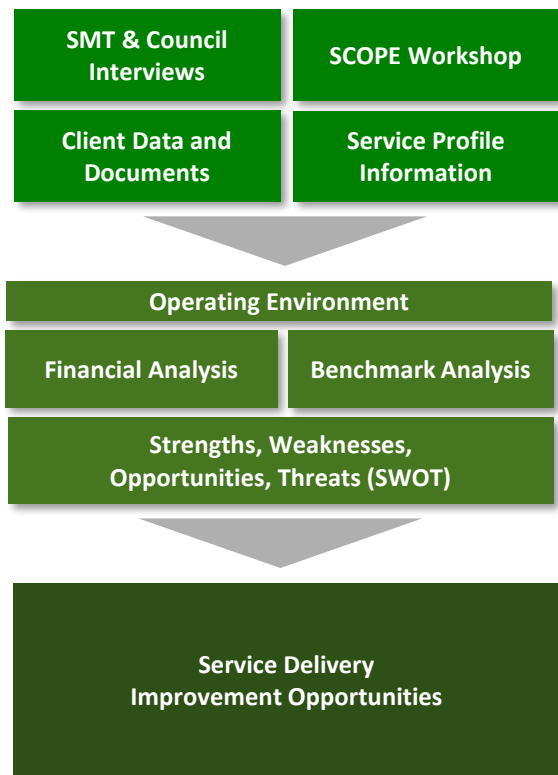 SMT & Council
Interviews
SCOPE Workshop
Client Data and
Documents
Service Profile
Information
Operating Environment
Financial Analysis
Benchmark Analysis
Strengths, Weaknesses,
Opportunities, Threats (SWOT)
Service Delivery
Improvement Opportunities